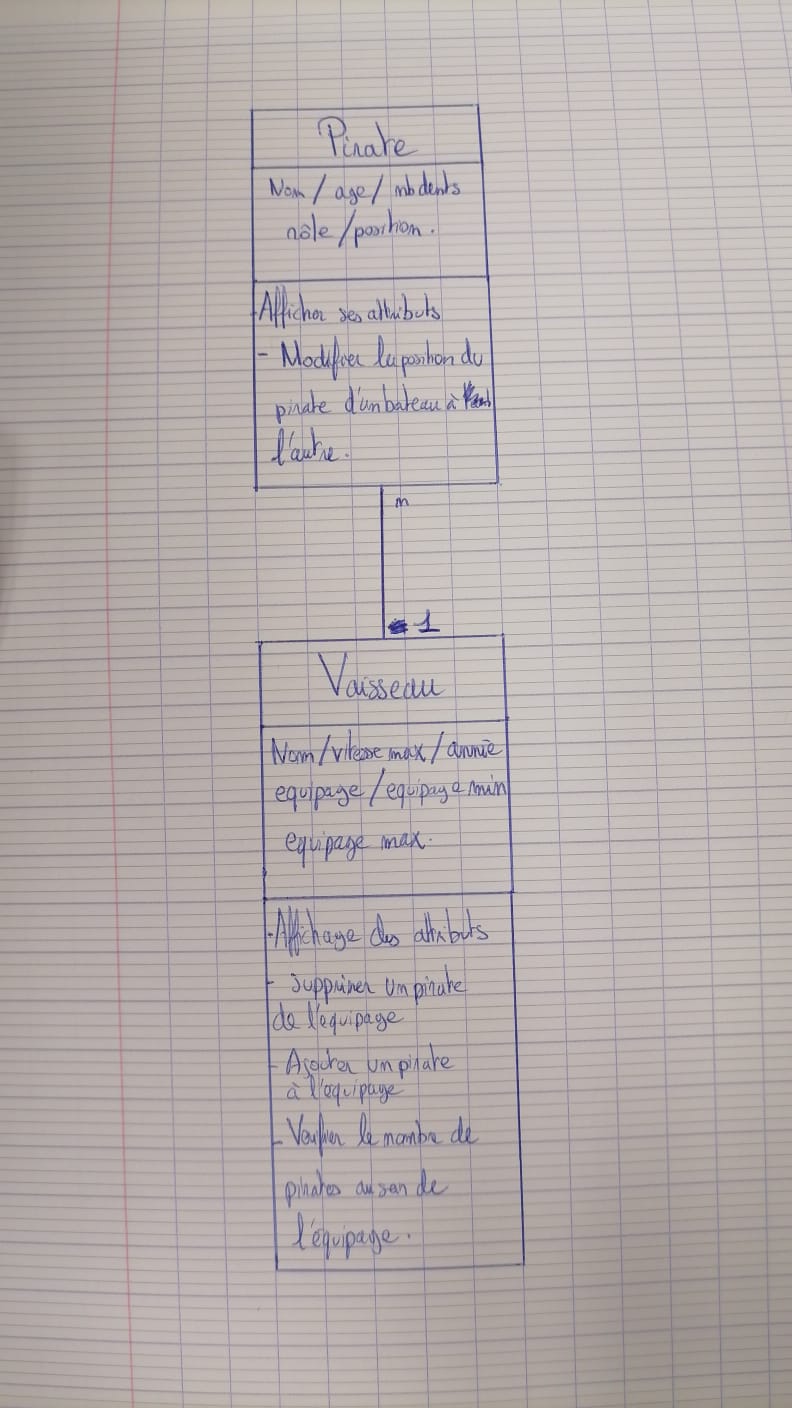 Pirate
Nom / age / nb dents
rôle / position.
- Afficher ses attributs
- Modifier la position du
pirate d'un bateau à
l'autre.
n
1
Vaisseau
Nom / vitesse max / année
equipage / equipage min
equipage max.
- Affichage des attributs
- Supprimer un pirate
de l'equipage
- Ajouter un pirate
à l'equipage
- Verifier le nombre de
pirates au sein de
l'équipage.